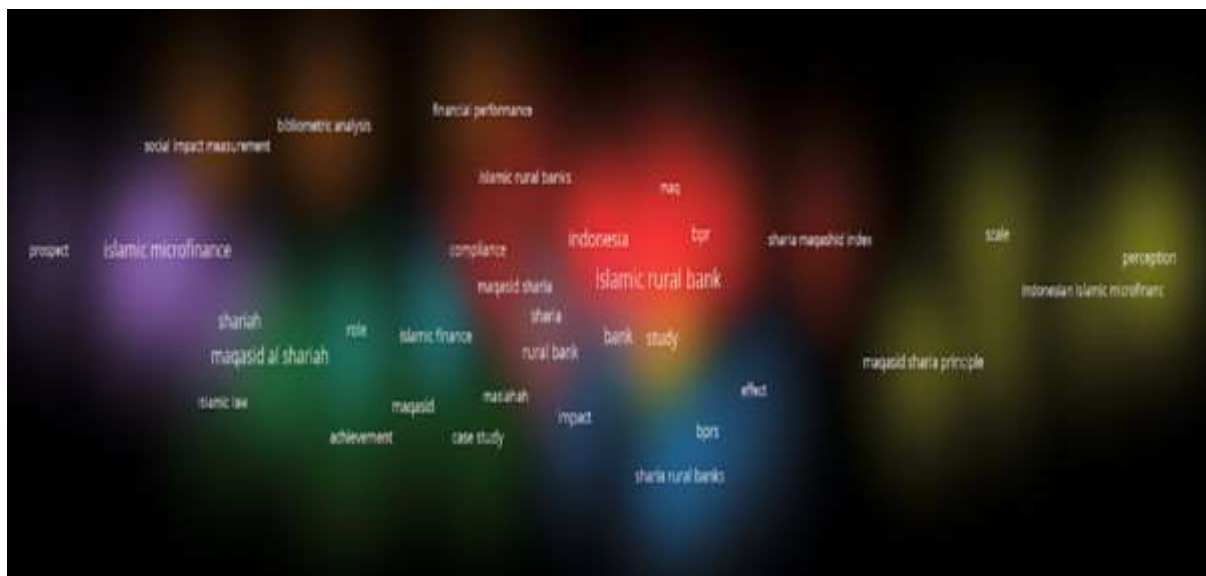 financial performance
bibliometric analysis
social impact measurement
islamic rural banks
maq
indonesia
bpr
sharia maqashid index
scale
prospect
islamic microfinance
compliance
perception
islamic rural bank
maqasid sharia
indonesian islamic microfinanc
sharia
shariah
role
islamic finance
bank
study
rural bank
maqasid al shariah
maqasid sharia principle
effect
maslahah
islamic law
maqasid
impact
achievement
case study
bprs
sharia rural banks